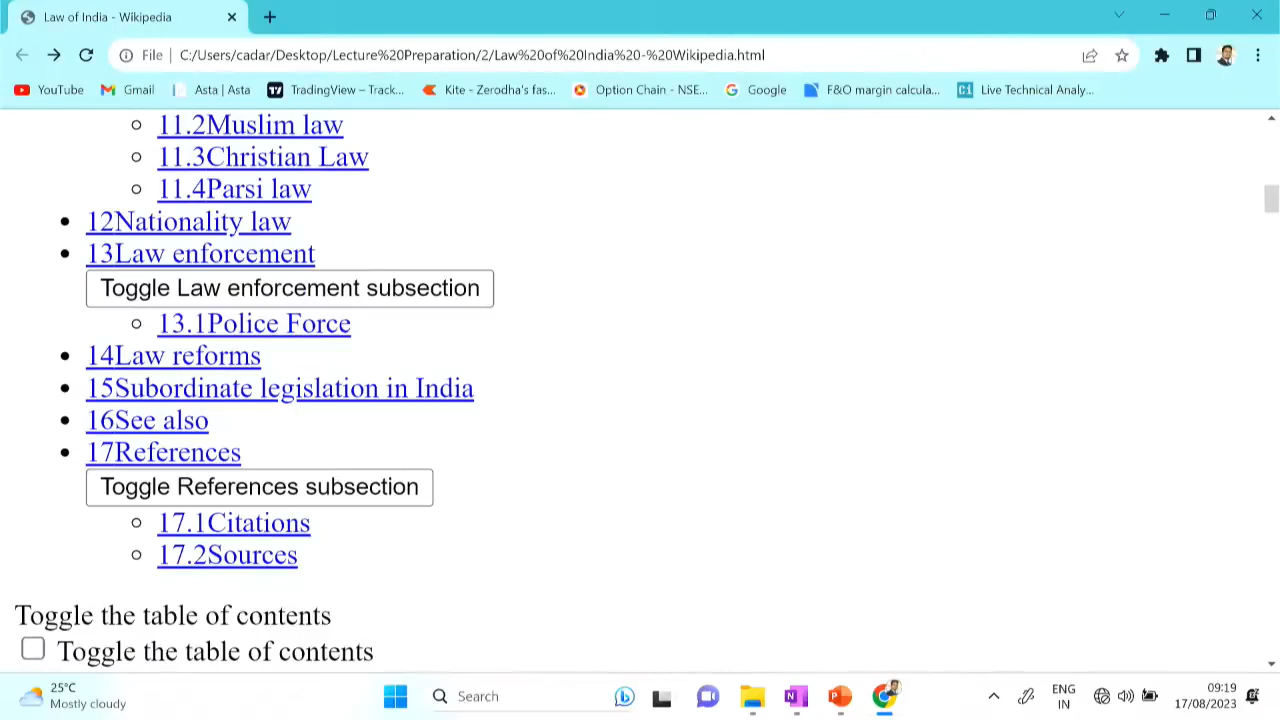 Law of India - Wikipedia
File | C:/Users/cadar/Desktop/Lecture%20Preparation/2/Law%20of%20India%20-%20Wikipedia.html
YouTube Gmail Asta | Asta TradingView – Track... Kite - Zerodha's fas... Option Chain - NSE... Google F&O margin calcula... Live Technical Analy...
11.2Muslim law
11.3Christian Law
11.4Parsi law
12Nationality law
13Law enforcement
Toggle Law enforcement subsection
13.1Police Force
14Law reforms
15Subordinate legislation in India
16See also
17References
Toggle References subsection
17.1Citations
17.2Sources
Toggle the table of contents
Toggle the table of contents
25°C
Mostly cloudy
Search
ENG
IN
09:19
17/08/2023